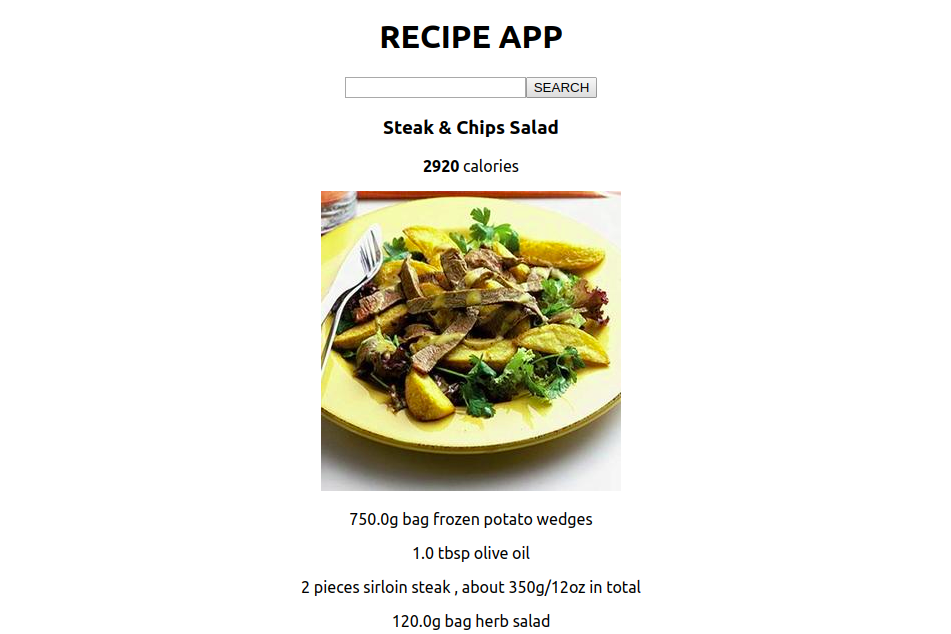 RECIPE APP
SEARCH
Steak & Chips Salad
2920 calories
750.0g bag frozen potato wedges
1.0 tbsp olive oil
2 pieces sirloin steak , about 350g/12oz in total
120.0g bag herb salad